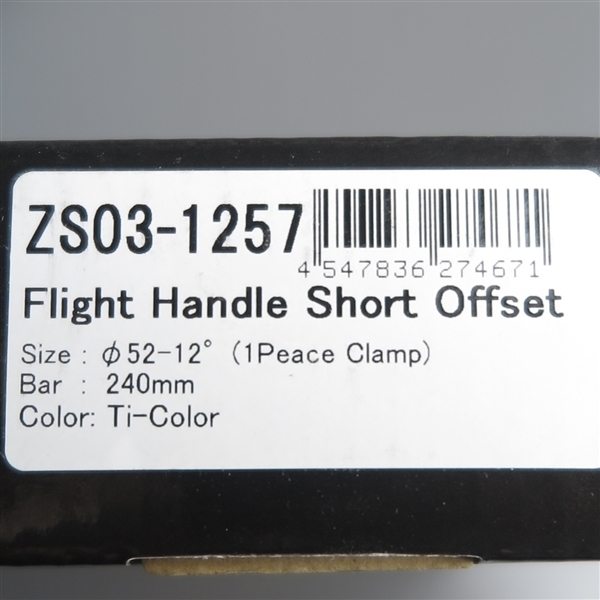 ZS03-1257
4 547836 274671
Flight Handle Short Offset
Size : φ52-12° (1Peace Clamp)
Bar : 240mm
Color: Ti-Color